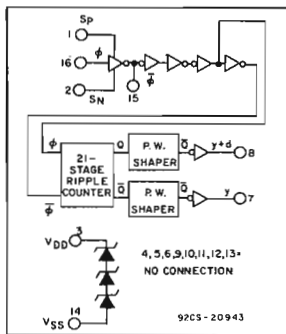 Sp
1
16 ϕ
2
SN
15
ϕ̅
ϕ
21-
STAGE
RIPPLE
COUNTER
ϕ̅
Q
P. W.
SHAPER
Q̅
y+d
8
Q̅
P. W.
SHAPER
Q̅
y
7
VDD 3
4,5,6,9,10,11,12,13=
NO CONNECTION
VSS 14
92CS-20943